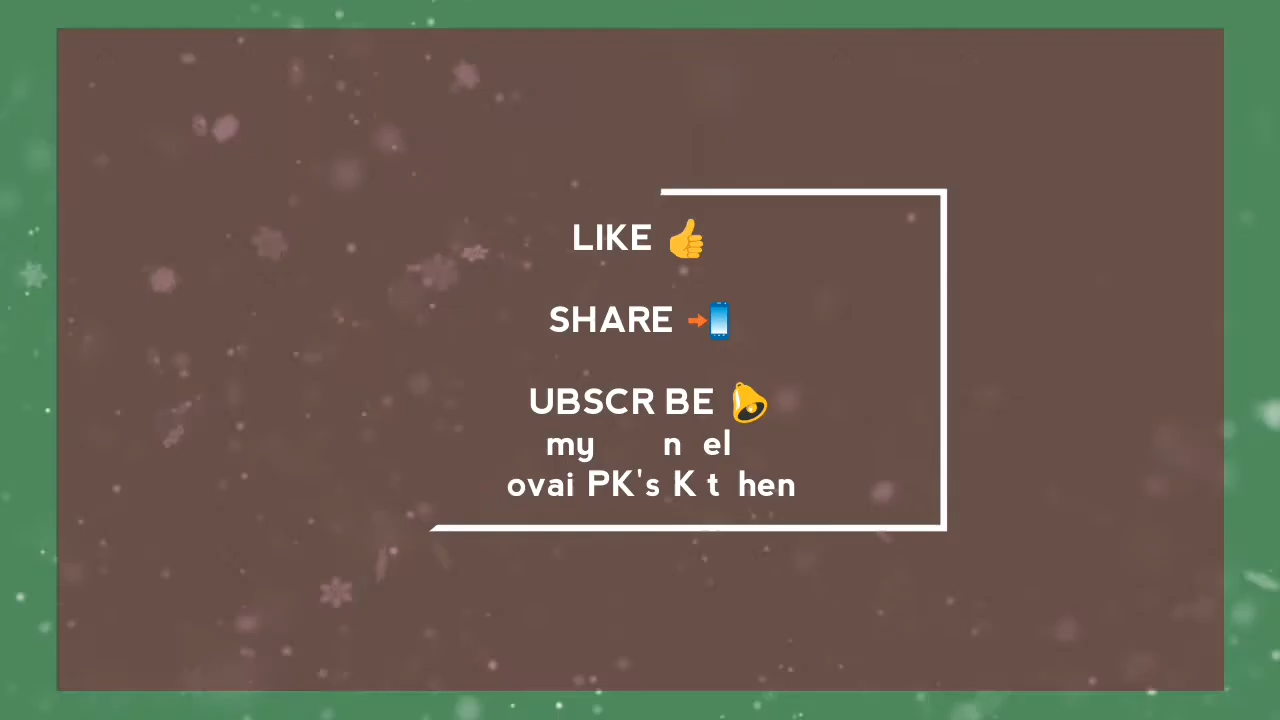 LIKE 👍
SHARE 📲
UBSCR BE 🔔
my n el
ovai PK's K t hen